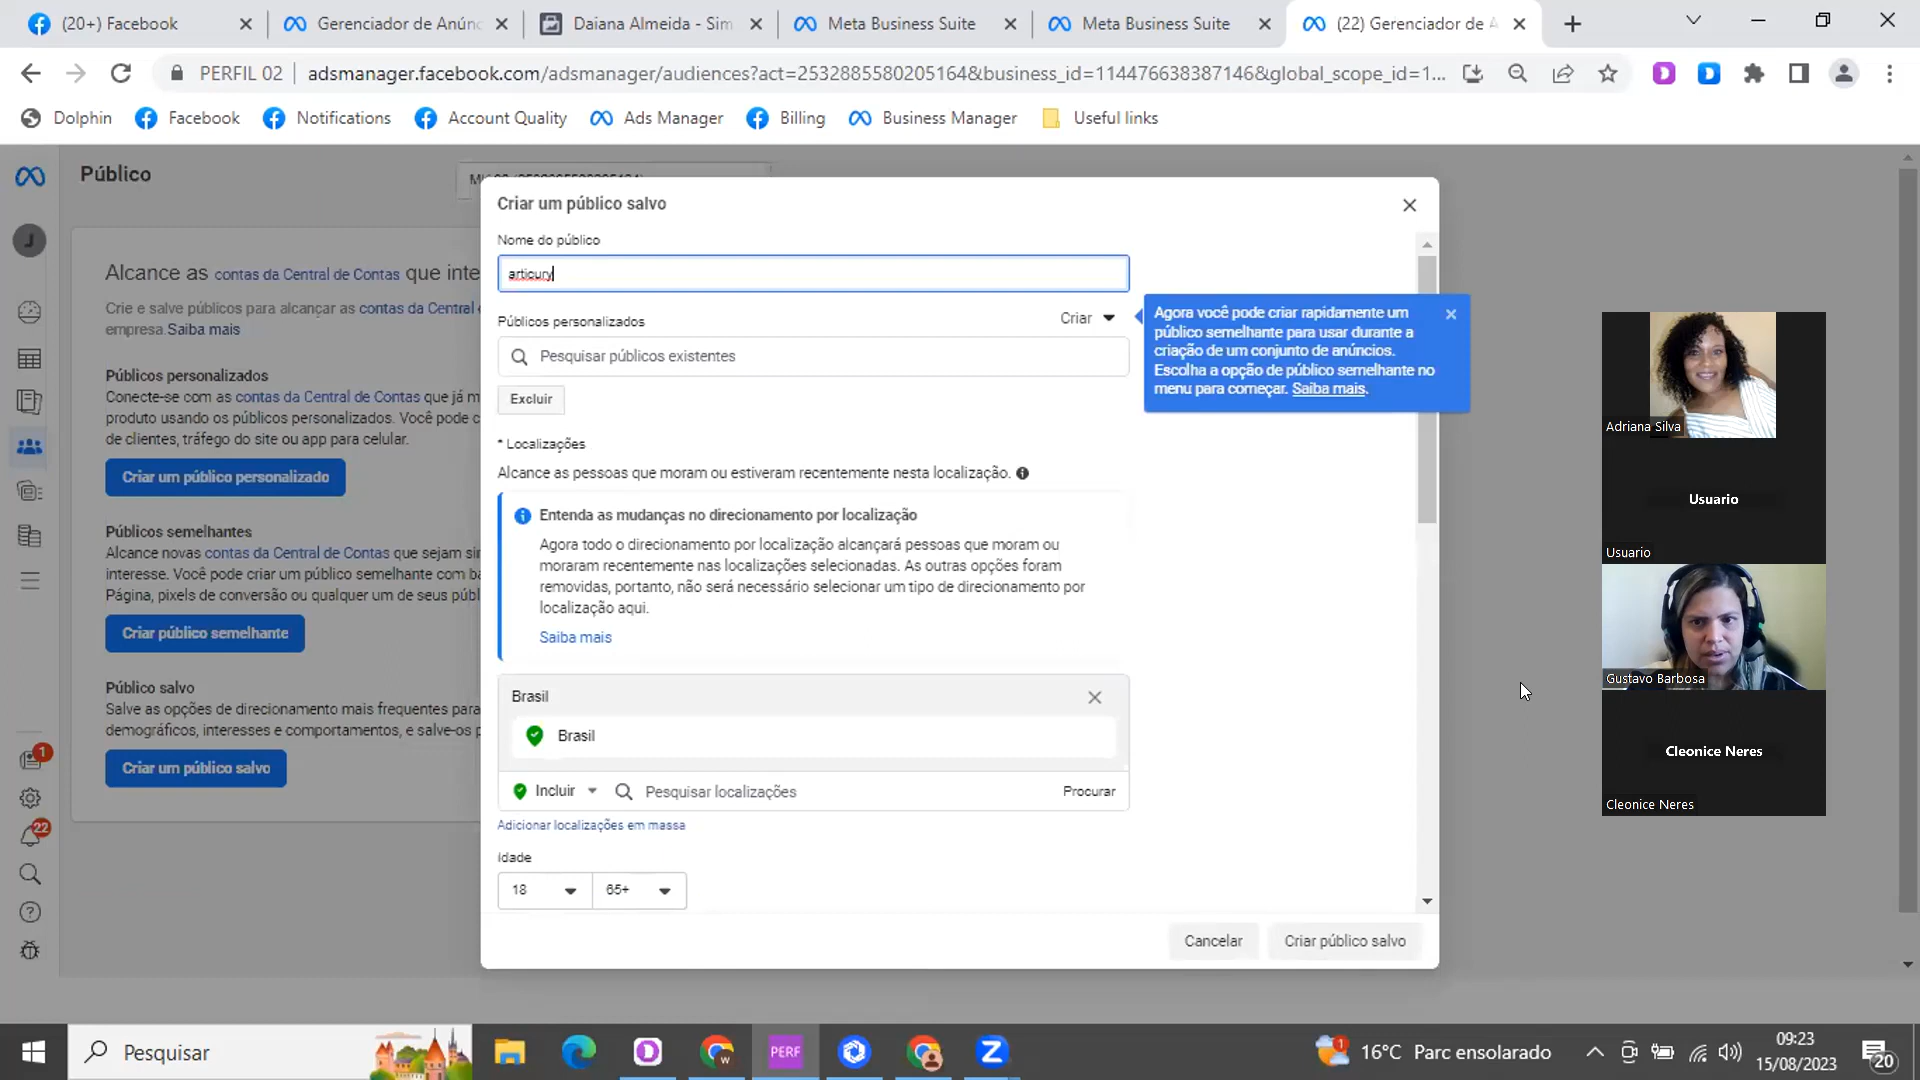 (20+) Facebook
Gerenciador de Anúnc
Daiana Almeida - Sim
Meta Business Suite
Meta Business Suite
(22) Gerenciador de A
PERFIL 02
adsmanager.facebook.com/adsmanager/audiences?act=2532885580205164&business_id=114476638387146&global_scope_id=1...
Dolphin
Facebook
Notifications
Account Quality
Ads Manager
Billing
Business Manager
Useful links
Público
J
Alcance as contas da Central de Contas que inte
Crie e salve públicos para alcançar as contas da Central
empresa.Saiba mais
Públicos personalizados
Conecte-se com as contas da Central de Contas que já m
produto usando os públicos personalizados. Você pode c
de clientes, tráfego do site ou app para celular.
Criar um público personalizado
Públicos semelhantes
Alcance novas contas da Central de Contas que sejam sir
interesse. Você pode criar um público semelhante com ba
Página, pixels de conversão ou qualquer um de seus públ
Criar público semelhante
Público salvo
Salve as opções de direcionamento mais frequentes para
demográficos, interesses e comportamentos, e salve-os p
Criar um público salvo
1
22
Criar um público salvo
Nome do público
articury
Públicos personalizados
Criar
Pesquisar públicos existentes
Excluir
Agora você pode criar rapidamente um
público semelhante para usar durante a
criação de um conjunto de anúncios.
Escolha a opção de público semelhante no
menu para começar. Saiba mais.
* Localizações
Alcance as pessoas que moram ou estiveram recentemente nesta localização.
Entenda as mudanças no direcionamento por localização
Agora todo o direcionamento por localização alcançará pessoas que moram ou
moraram recentemente nas localizações selecionadas. As outras opções foram
removidas, portanto, não será necessário selecionar um tipo de direcionamento por
localização aqui.
Saiba mais
Brasil
Brasil
Incluir
Pesquisar localizações
Procurar
Adicionar localizações em massa
Idade
18
65+
Cancelar
Criar público salvo
Adriana Silva
Usuario
Usuario
Gustavo Barbosa
Cleonice Neres
Cleonice Neres
Pesquisar
W
PERF
1
16°C
Parc ensolarado
09:23
15/08/2023
20